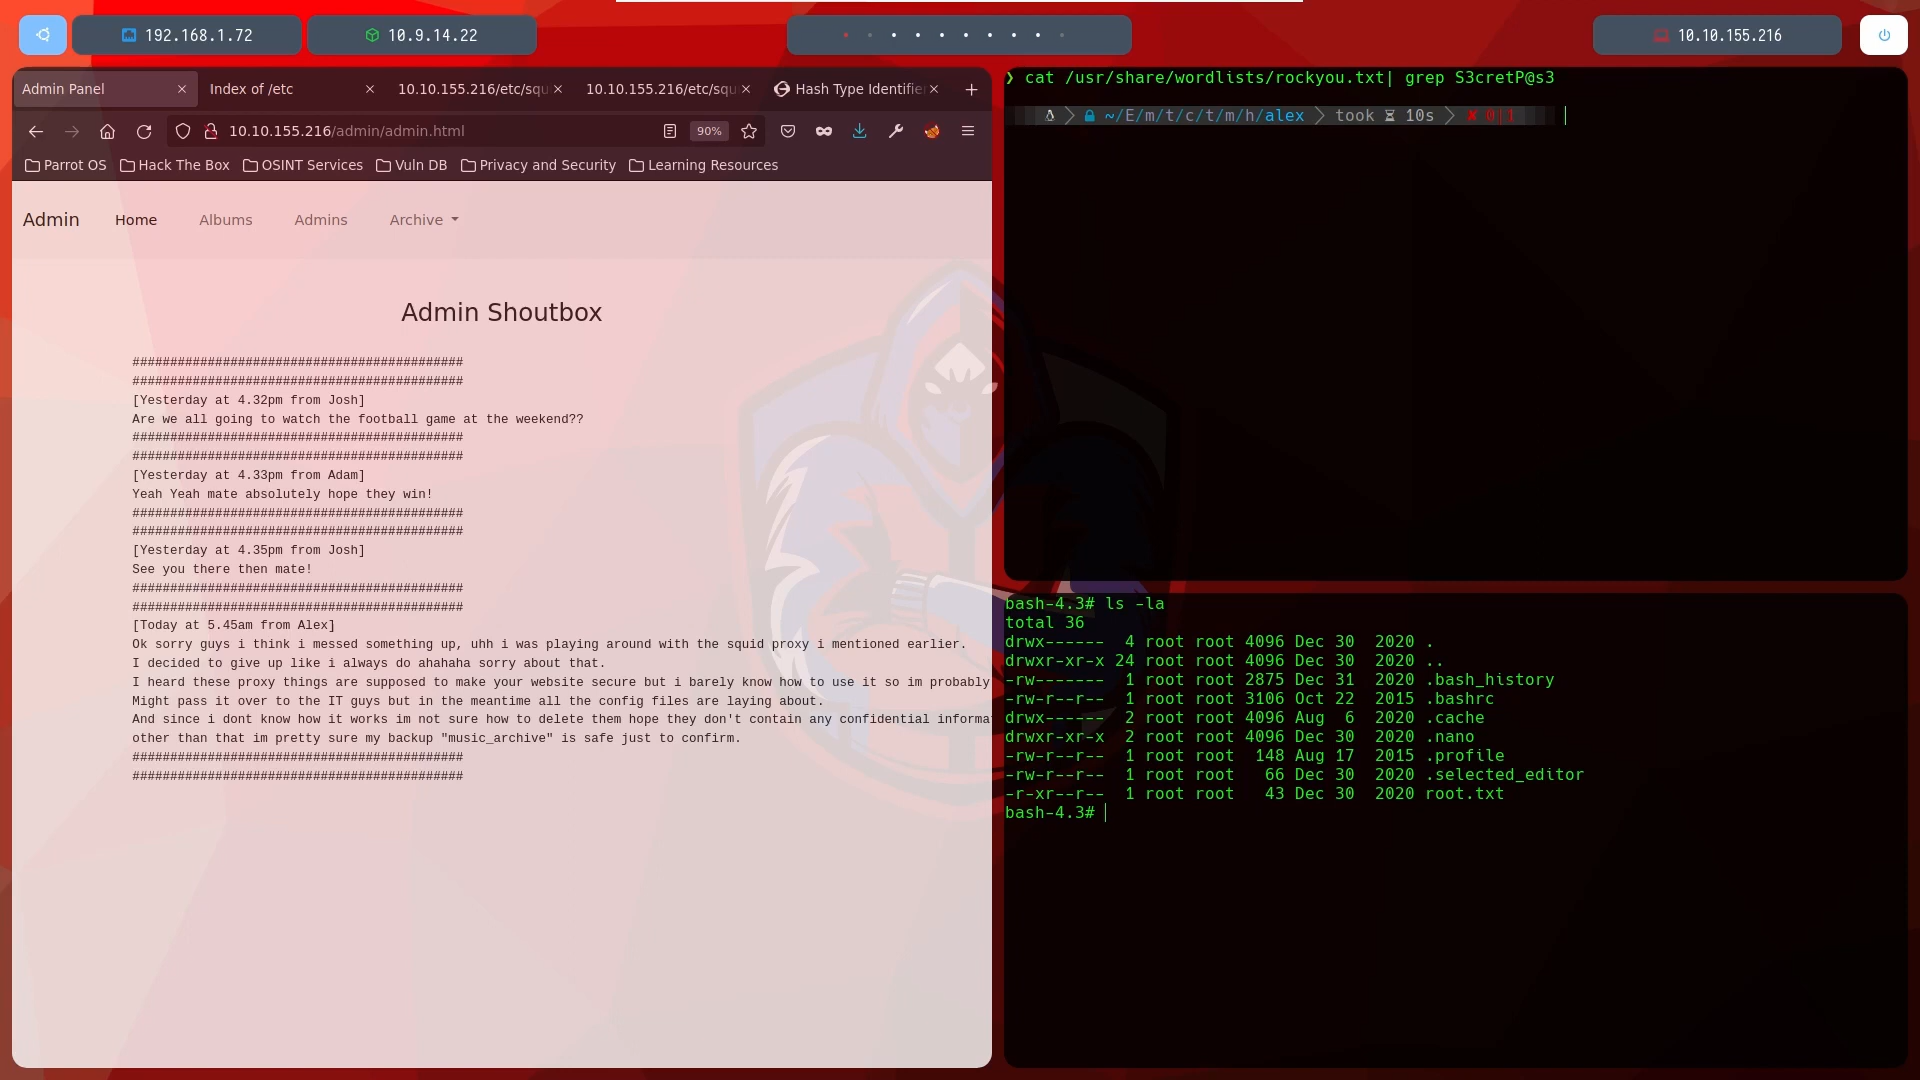 192.168.1.72
10.9.14.22
10.10.155.216
Admin Panel
Index of /etc
10.10.155.216/etc/squ
10.10.155.216/etc/squ
Hash Type Identifie
10.10.155.216/admin/admin.html
90%
Parrot OS
Hack The Box
OSINT Services
Vuln DB
Privacy and Security
Learning Resources
Admin
Home
Albums
Admins
Archive
Admin Shoutbox
############################################
############################################
[Yesterday at 4.32pm from Josh]
Are we all going to watch the football game at the weekend??
############################################
############################################
[Yesterday at 4.33pm from Adam]
Yeah Yeah mate absolutely hope they win!
############################################
############################################
[Yesterday at 4.35pm from Josh]
See you there then mate!
############################################
############################################
[Today at 5.45am from Alex]
Ok sorry guys i think i messed something up, uhh i was playing around with the squid proxy i mentioned earlier.
I decided to give up like i always do ahahaha sorry about that.
I heard these proxy things are supposed to make your website secure but i barely know how to use it so im probably
Might pass it over to the IT guys but in the meantime all the config files are laying about.
And since i dont know how it works im not sure how to delete them hope they don't contain any confidential informa
other than that im pretty sure my backup "music_archive" is safe just to confirm.
############################################
############################################
❯ cat /usr/share/wordlists/rockyou.txt| grep S3cretP@s3
~/E/m/t/c/t/m/h/alex took 10s ✘ 0|1
bash-4.3# ls -la
total 36
drwx------ 4 root root 4096 Dec 30 2020 .
drwxr-xr-x 24 root root 4096 Dec 30 2020 ..
-rw------- 1 root root 2875 Dec 31 2020 .bash_history
-rw-r--r-- 1 root root 3106 Oct 22 2015 .bashrc
drwx------ 2 root root 4096 Aug 6 2020 .cache
drwxr-xr-x 2 root root 4096 Dec 30 2020 .nano
-rw-r--r-- 1 root root 148 Aug 17 2015 .profile
-rw-r--r-- 1 root root 66 Dec 30 2020 .selected_editor
-r-xr--r-- 1 root root 43 Dec 30 2020 root.txt
bash-4.3#